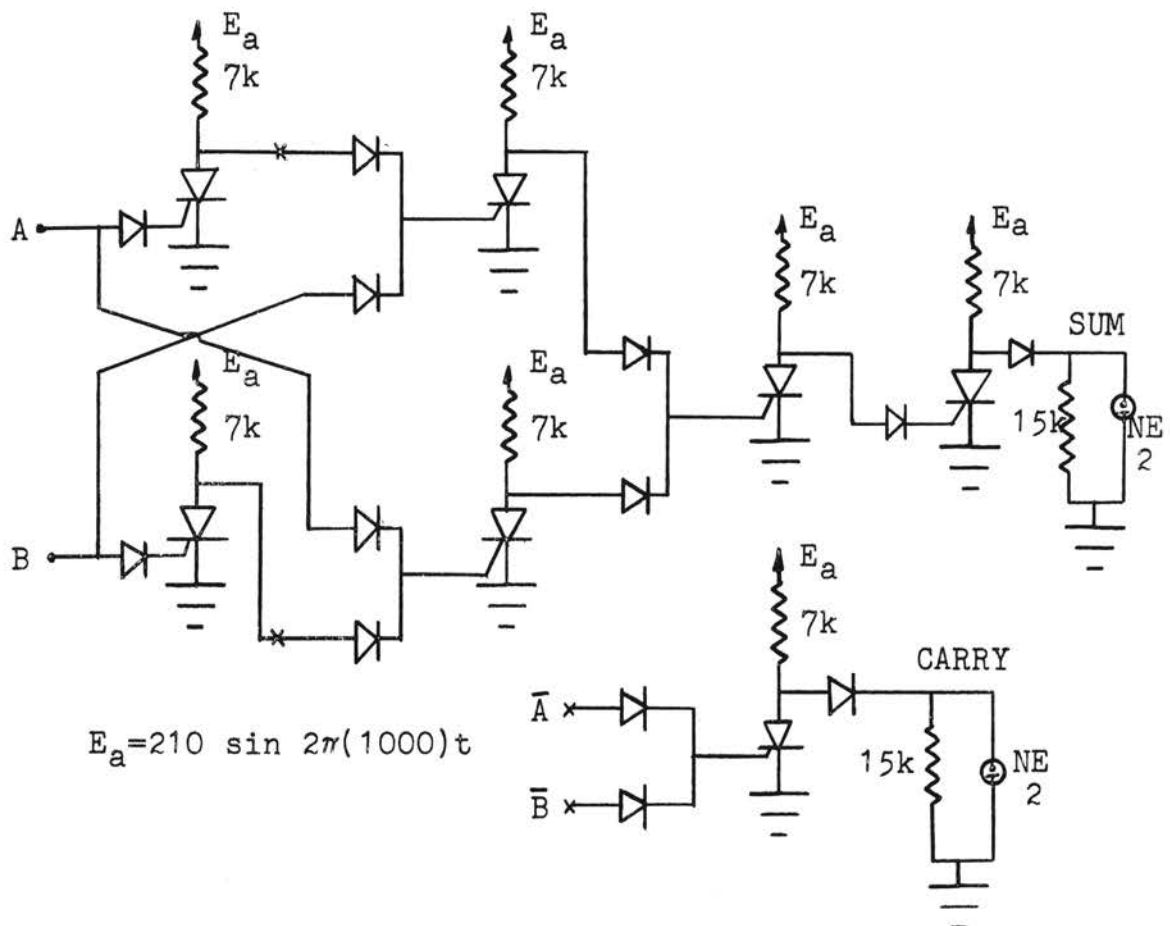 Ea
7k
Ea
7k
A
Ea
7k
Ea
7k
SUM
15k
NE
2
Ea
7k
Ea
7k
B
Ea
7k
CARRY
A̅
B̅
15k
NE
2
Ea=210 sin 2π(1000)t